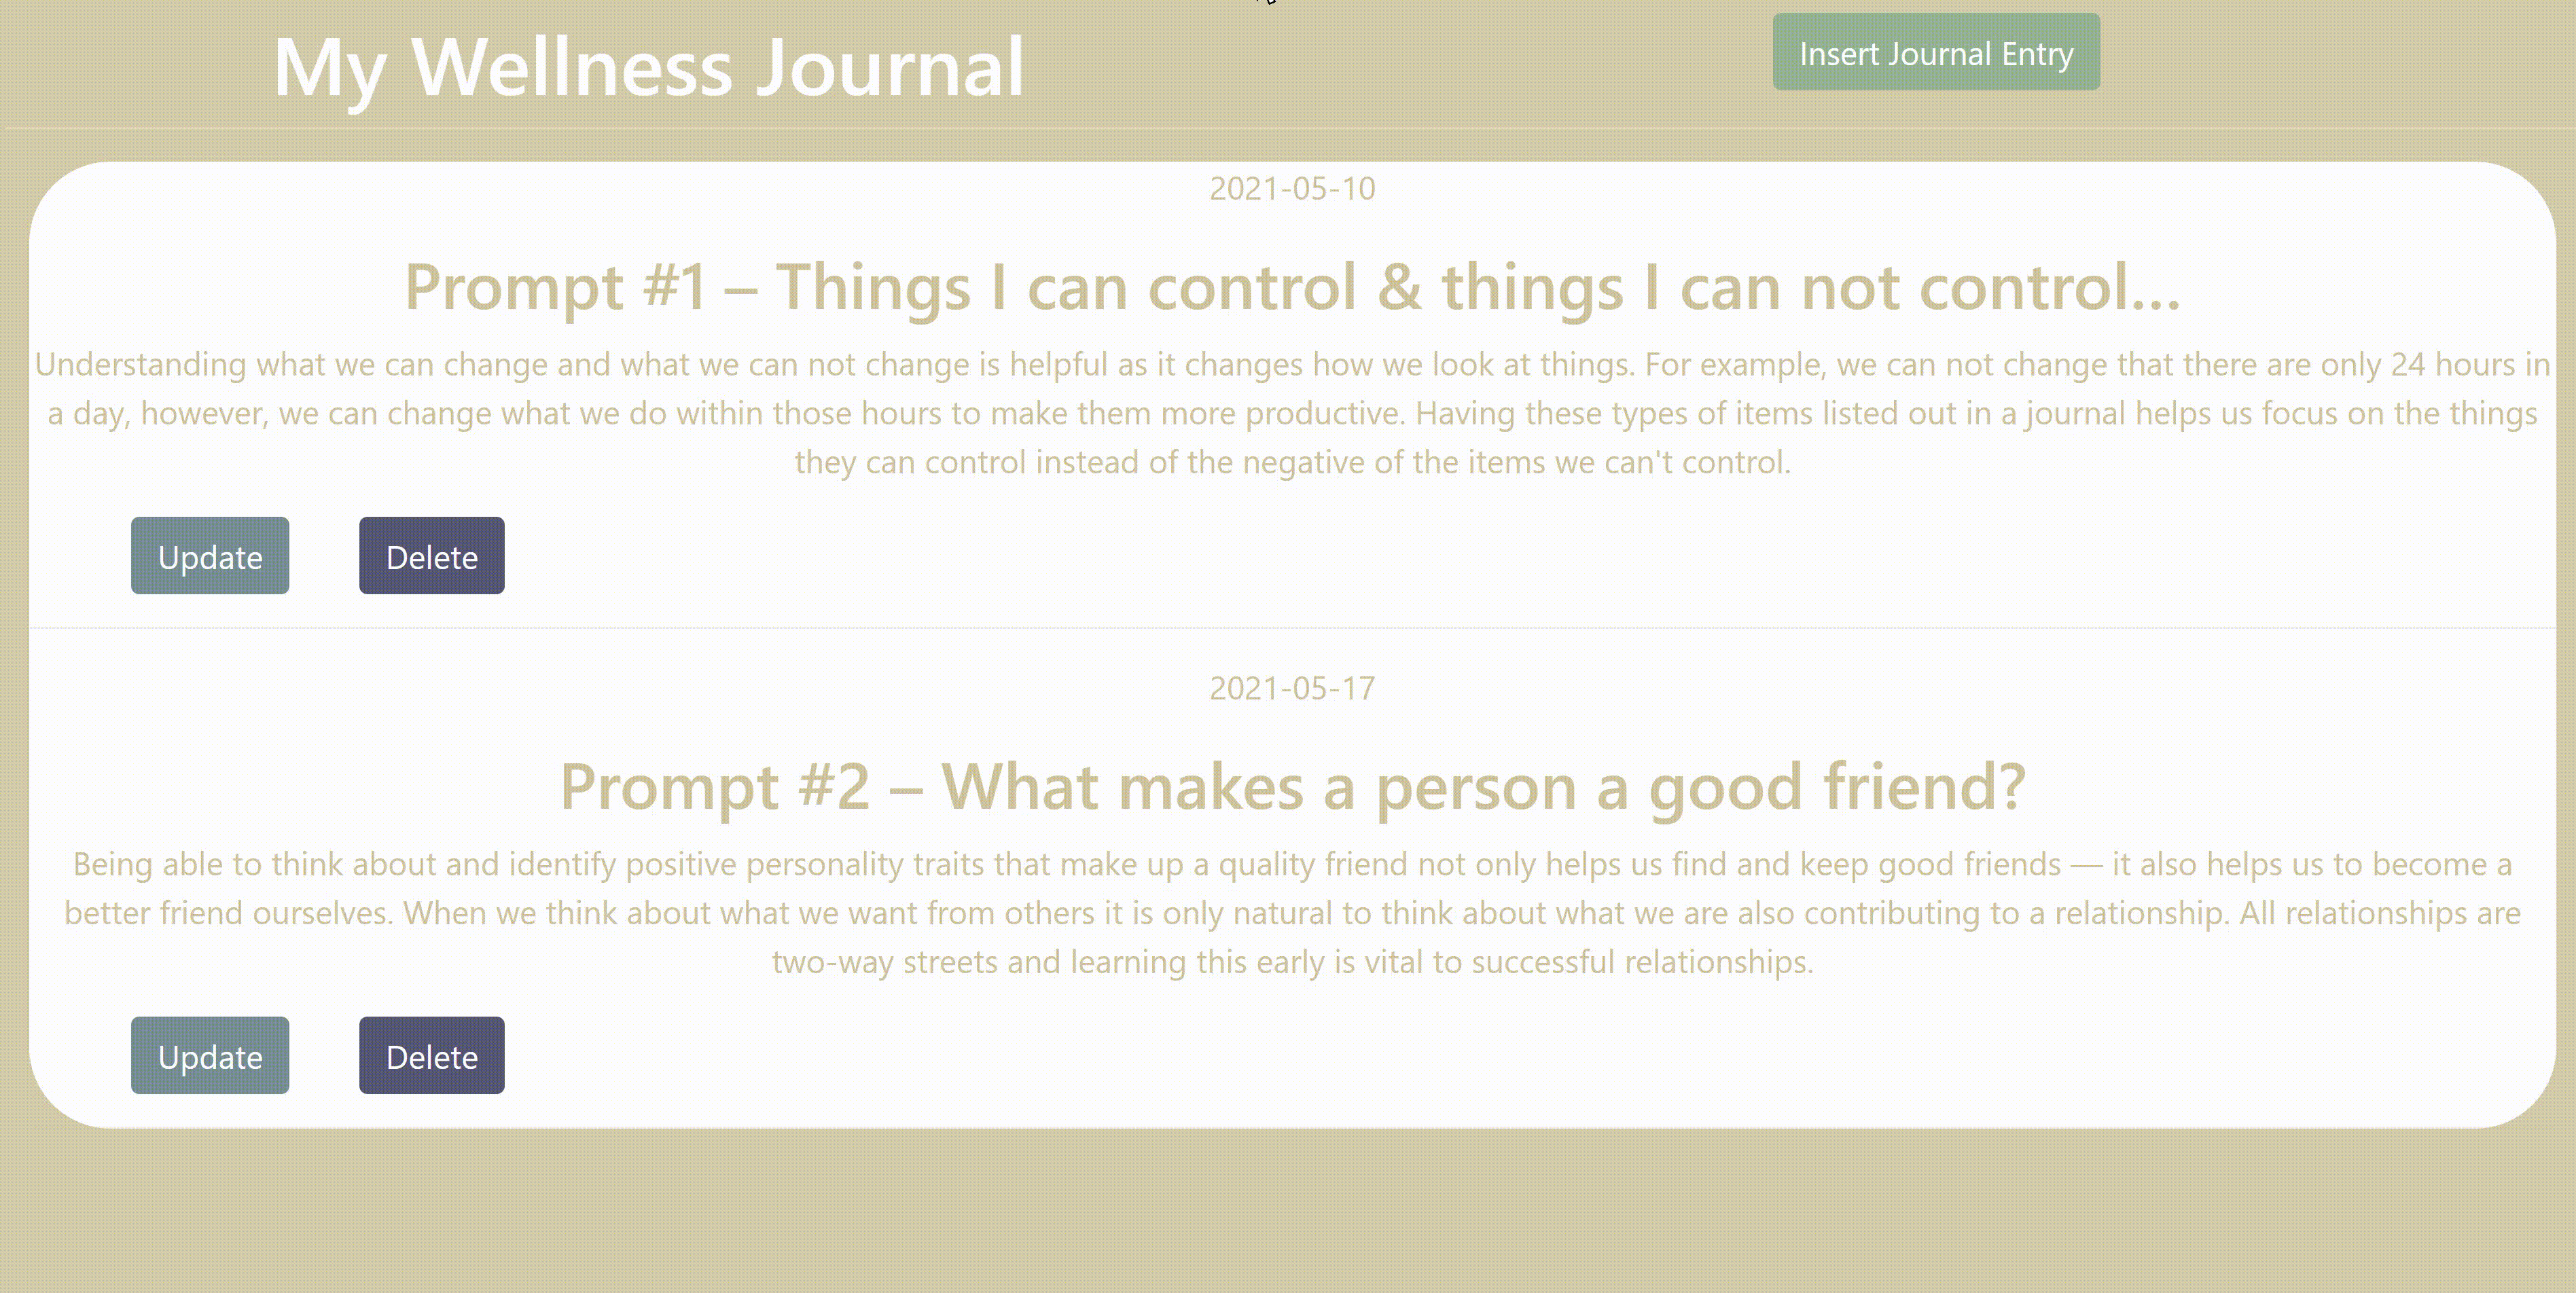 My Wellness Journal
Insert Journal Entry
2021-05-10
Prompt #1 – Things I can control & things I can not control...
Understanding what we can change and what we can not change is helpful as it changes how we look at things. For example, we can not change that there are only 24 hours in
a day, however, we can change what we do within those hours to make them more productive. Having these types of items listed out in a journal helps us focus on the things
they can control instead of the negative of the items we can't control.
Update
Delete
2021-05-17
Prompt #2 – What makes a person a good friend?
Being able to think about and identify positive personality traits that make up a quality friend not only helps us find and keep good friends — it also helps us to become a
better friend ourselves. When we think about what we want from others it is only natural to think about what we are also contributing to a relationship. All relationships are
two-way streets and learning this early is vital to successful relationships.
Update
Delete